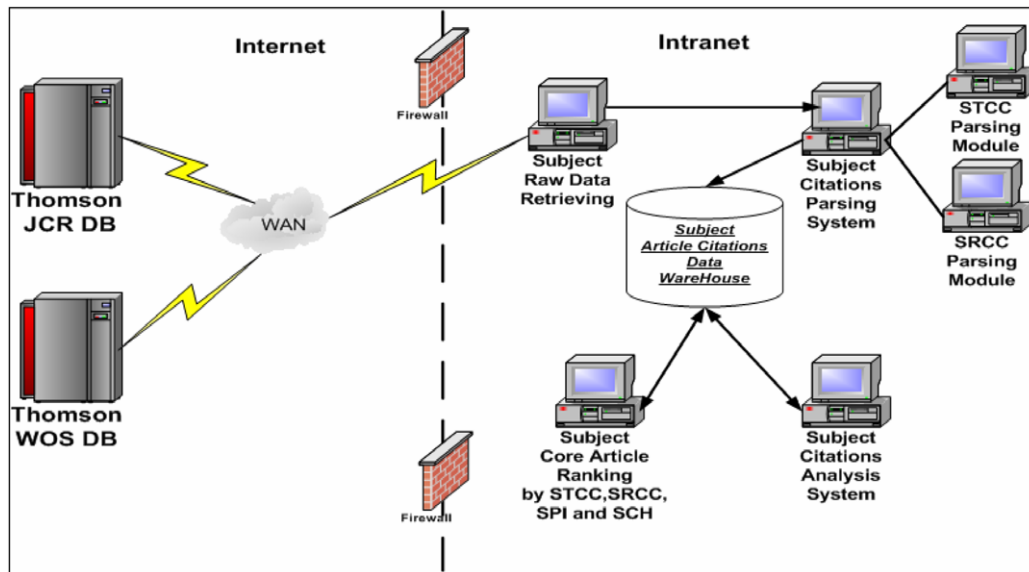 Internet
Intranet
Firewall
Thomson
JCR DB
WAN
Subject
Raw Data
Retrieving
Subject
Citations
Parsing
System
STCC
Parsing
Module
SRCC
Parsing
Module
Subject
Article Citations
Data
WareHouse
Thomson
WOS DB
Firewall
Subject
Core Article
Ranking
by STCC,SRCC,
SPI and SCH
Subject
Citations
Analysis
System